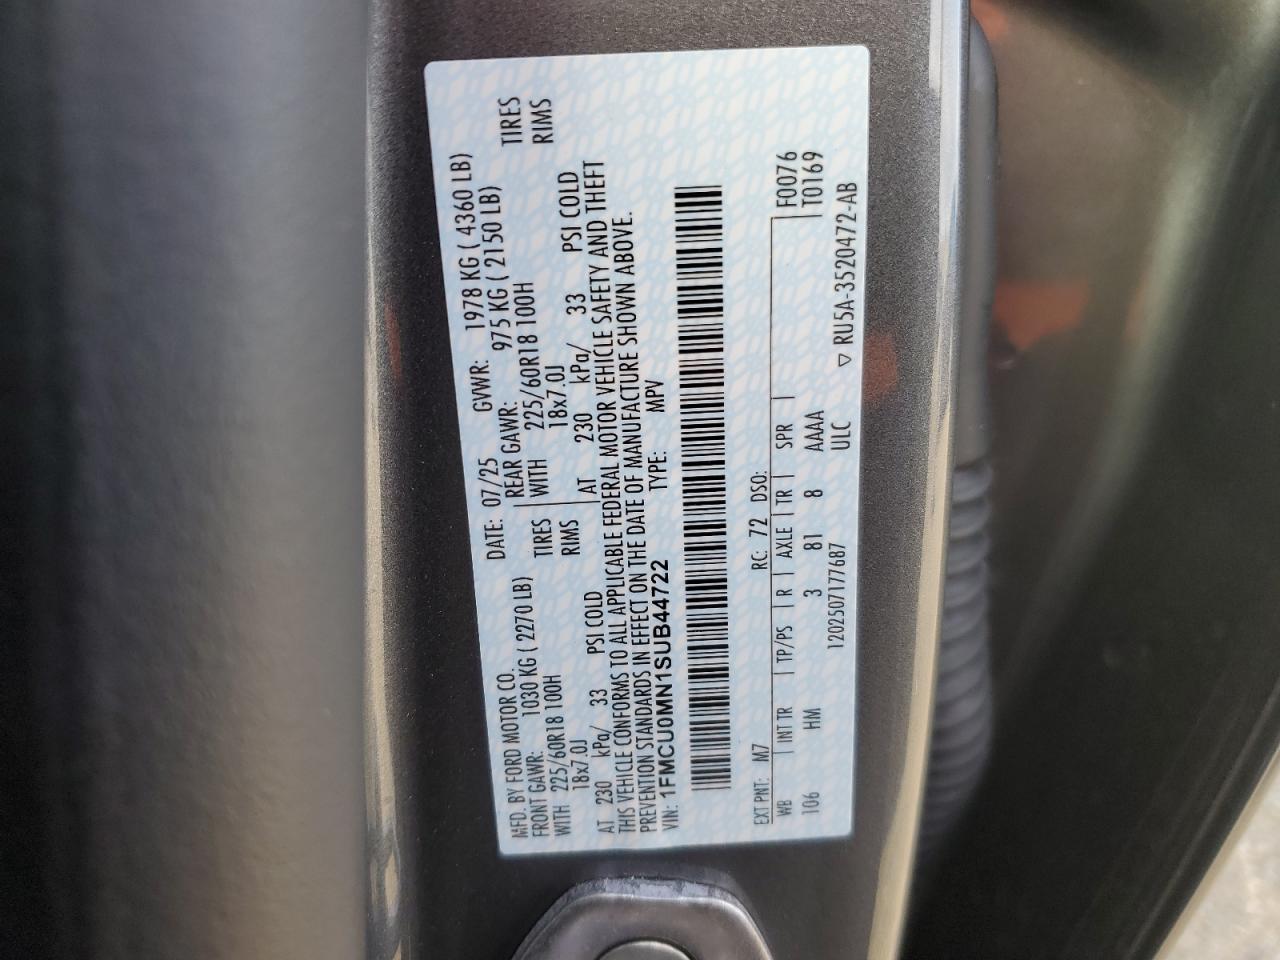 MFD. BY FORD MOTOR CO.
DATE: 07/25 GVWR: 1978 KG ( 4360 LB)
FRONT GAWR: 1030 KG ( 2270 LB) REAR GAWR: 975 KG ( 2150 LB)
WITH 225/60R18 100H TIRES WITH 225/60R18 100H TIRES
18x7.0J RIMS 18x7.0J RIMS
AT 230 kPa/ 33 PSI COLD AT 230 kPa/ 33 PSI COLD
THIS VEHICLE CONFORMS TO ALL APPLICABLE FEDERAL MOTOR VEHICLE SAFETY AND THEFT
PREVENTION STANDARDS IN EFFECT ON THE DATE OF MANUFACTURE SHOWN ABOVE.
VIN: 1FMCU0MN1SUB44722 TYPE: MPV
EXT PNT: M7 RC: 72 DSO:
WB INT TR TP/PS R AXLE TR SPR F0076
106 HM 3 81 8 AAAA T0169
1202507177687 ULC
▽ RU5A-3520472-AB